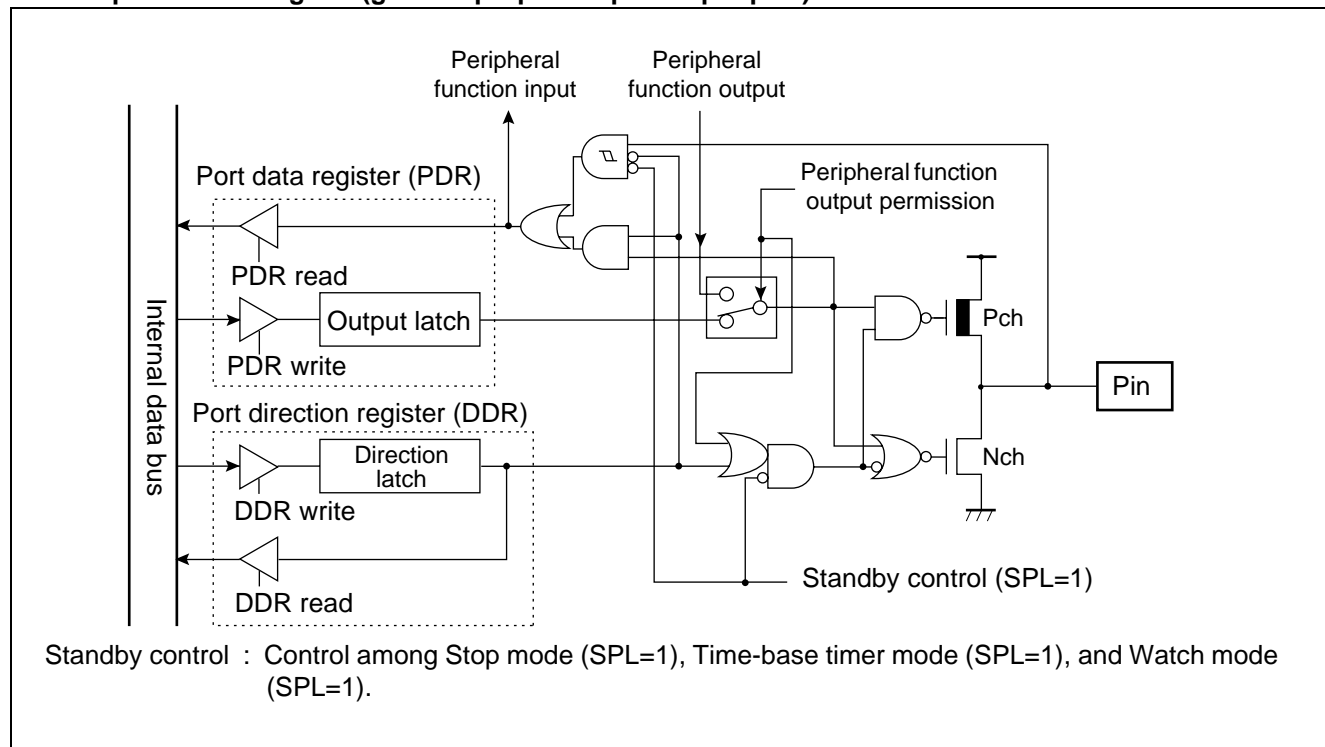 Peripheral
function input
Peripheral
function output
Port data register (PDR)
Peripheral function
output permission
PDR read
Output latch
PDR write
Pch
Pin
Internal data bus
Port direction register (DDR)
Direction
latch
Nch
DDR write
DDR read
Standby control (SPL=1)
Standby control : Control among Stop mode (SPL=1), Time-base timer mode (SPL=1), and Watch mode
(SPL=1).